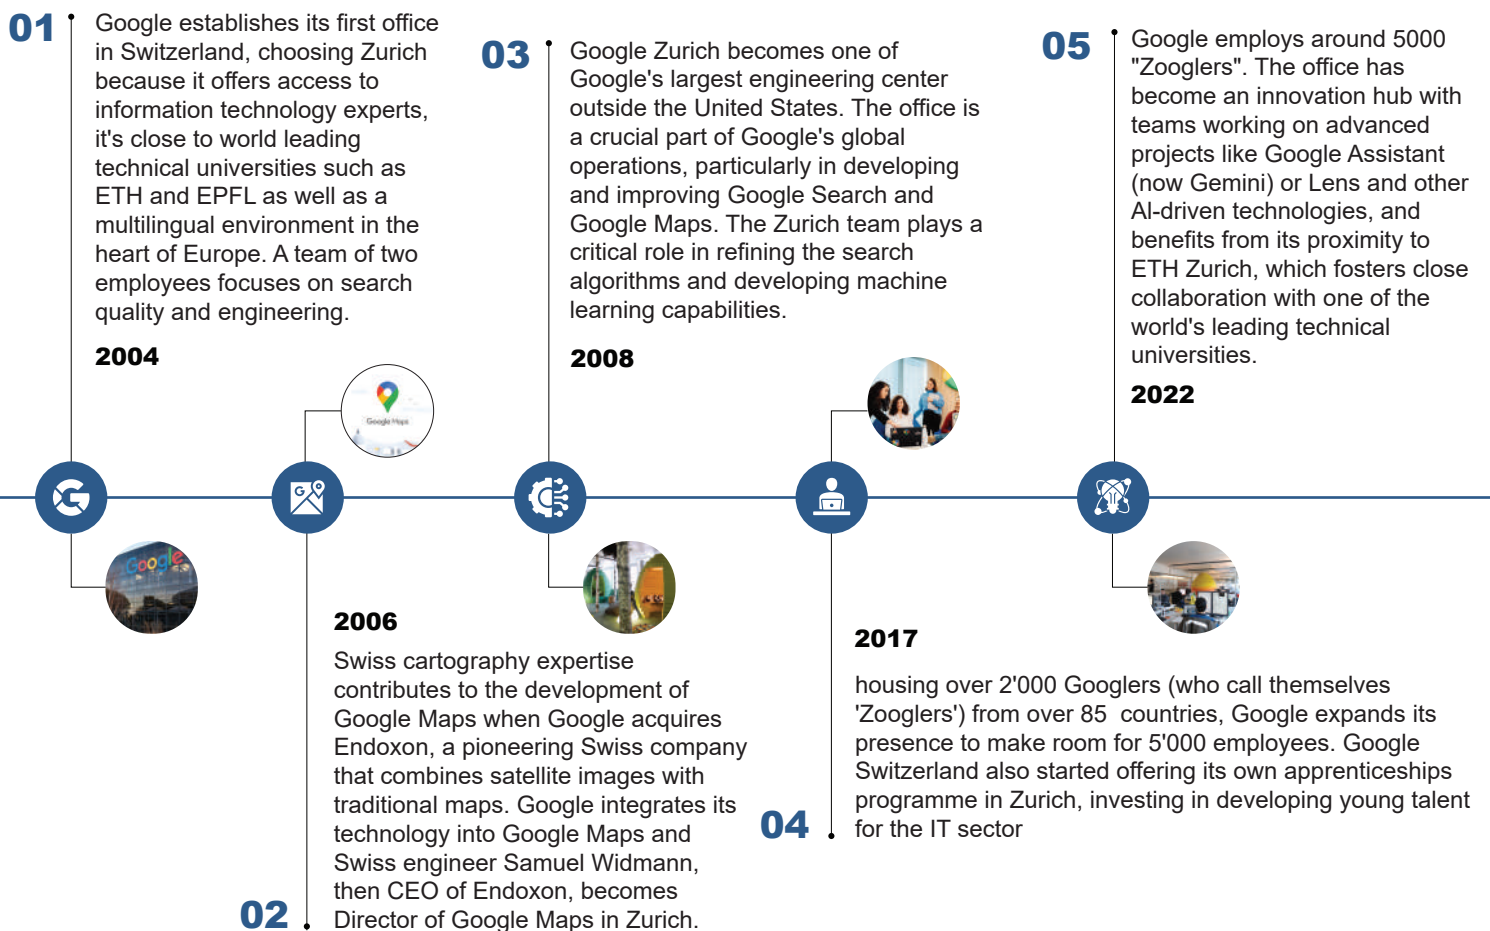 01
Google establishes its first office
in Switzerland, choosing Zurich
because it offers access to
information technology experts,
it's close to world leading
technical universities such as
ETH and EPFL as well as a
multilingual environment in the
heart of Europe. A team of two
employees focuses on search
quality and engineering.
2004
Google Maps
G
Google
2006
Swiss cartography expertise
contributes to the development of
Google Maps when Google acquires
Endoxon, a pioneering Swiss company
that combines satellite images with
traditional maps. Google integrates its
technology into Google Maps and
Swiss engineer Samuel Widmann,
then CEO of Endoxon, becomes
Director of Google Maps in Zurich.
02
03
Google Zurich becomes one of
Google's largest engineering center
outside the United States. The office is
a crucial part of Google's global
operations, particularly in developing
and improving Google Search and
Google Maps. The Zurich team plays a
critical role in refining the search
algorithms and developing machine
learning capabilities.
2008
2017
housing over 2'000 Googlers (who call themselves
'Zooglers') from over 85  countries, Google expands its
presence to make room for 5'000 employees. Google
Switzerland also started offering its own apprenticeships
programme in Zurich, investing in developing young talent
for the IT sector
04
05
Google employs around 5000
"Zooglers". The office has
become an innovation hub with
teams working on advanced
projects like Google Assistant
(now Gemini) or Lens and other
AI-driven technologies, and
benefits from its proximity to
ETH Zurich, which fosters close
collaboration with one of the
world's leading technical
universities.
2022